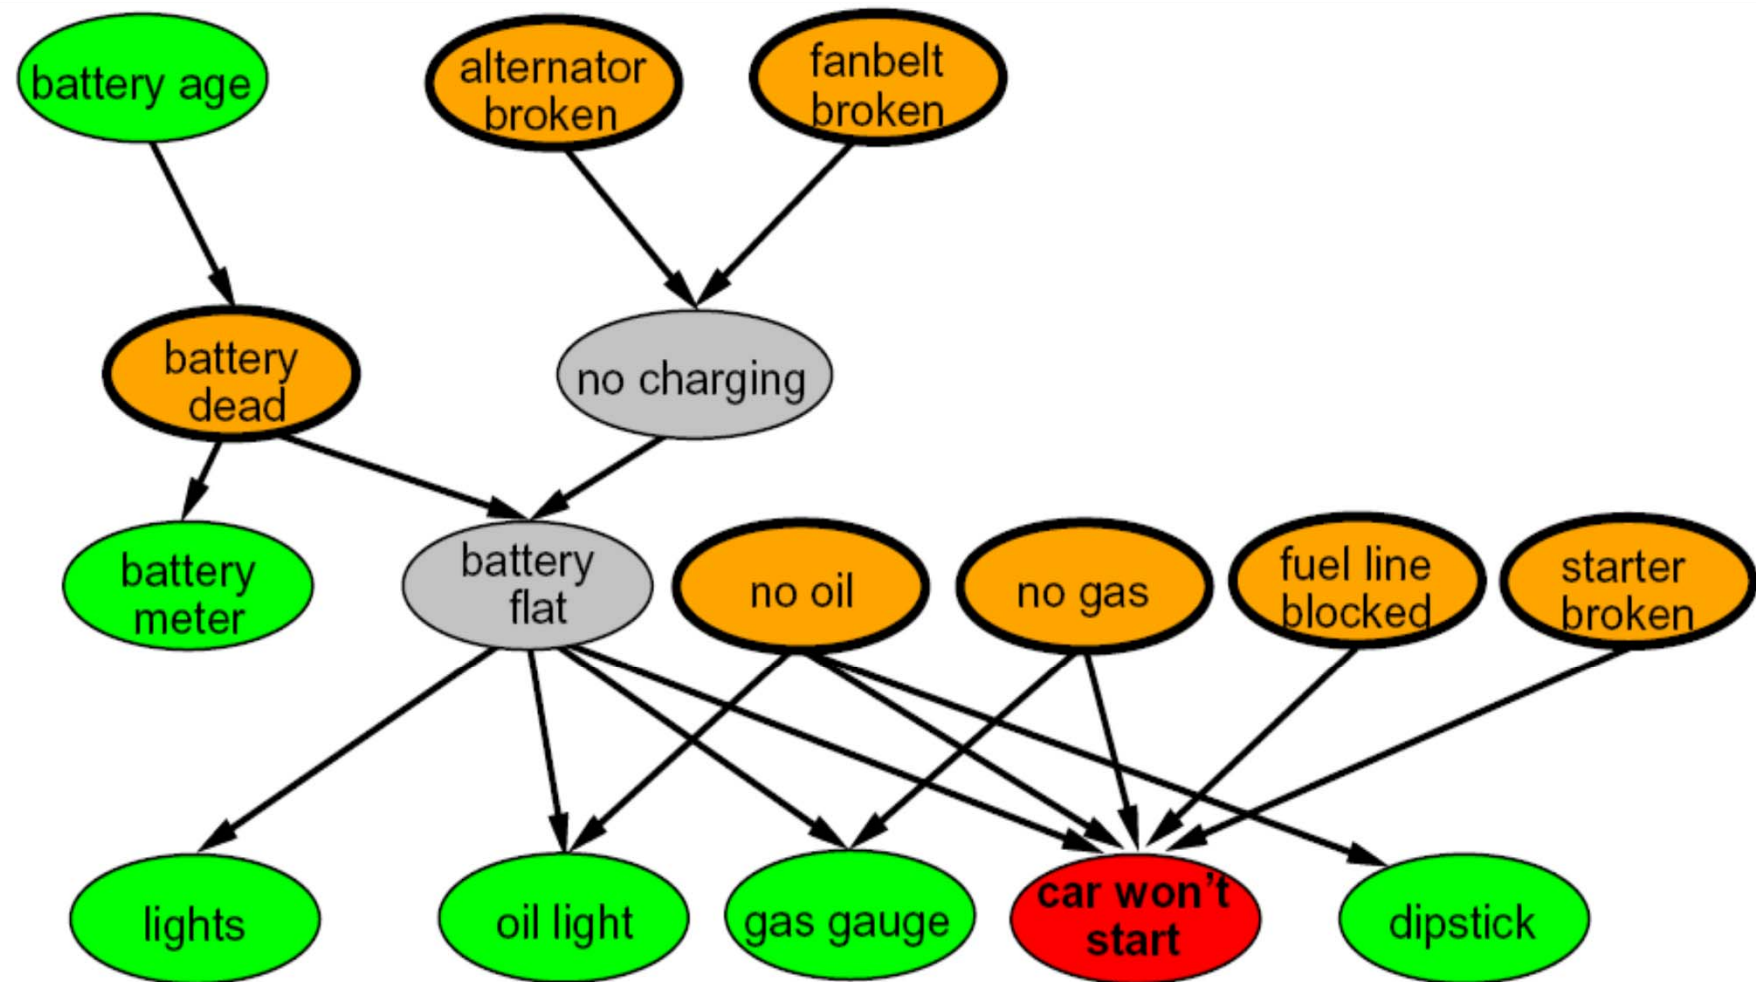 battery age
alternator
broken
fanbelt
broken
battery
dead
no charging
battery
meter
battery
flat
no oil
no gas
fuel line
blocked
starter
broken
lights
oil light
gas gauge
car won't
start
dipstick